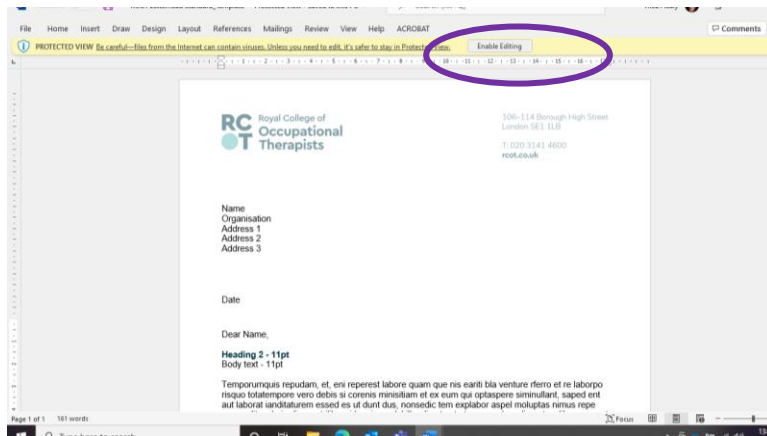 File Home Insert Draw Design Layout References Mailings Review View Help ACROBAT
Comments
PROTECTED VIEW Be careful—files from the Internet can contain viruses. Unless you need to edit, it's safer to stay in Protected View.
Enable Editing
RCOT
Royal College of
Occupational
Therapists
106–114 Borough High Street
London SE1 1LB
T: 020 3141 4600
rcot.co.uk
Name
Organisation
Address 1
Address 2
Address 3
Date
Dear Name,
Heading 2 - 11pt
Body text - 11pt
Temporumquis repudam, et, eni reperest labore quam que nis eariti bla venture rferro et re laborpo
risquo totatempore vero debis si corenis minisitiam et ex eum qui optaspere siminullant, saped ent
aut laborat ianditaturem essed es ut dunt dus, nonsedic tem explabor aspel moluptas nimus repe
Page 1 of 1 161 words
Focus